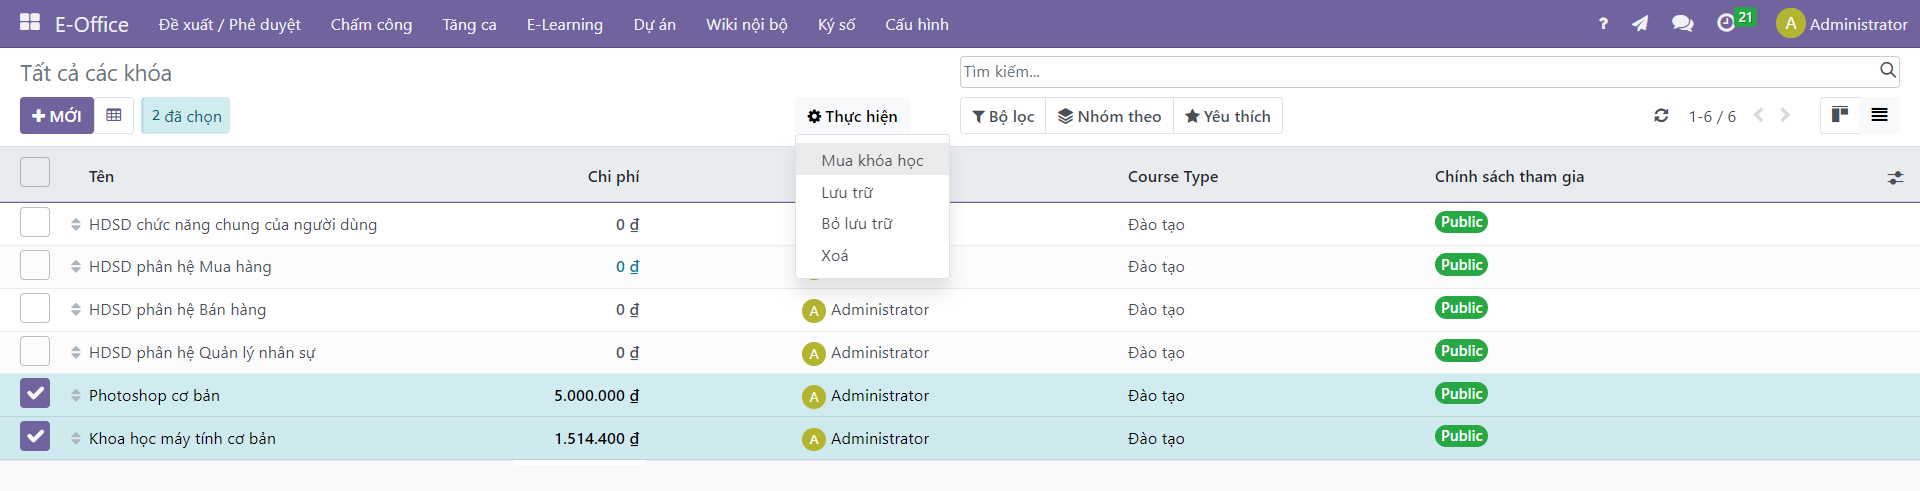 E-Office Đề xuất / Phê duyệt Chấm công Tăng ca E-Learning Dự án Wiki nội bộ Ký số Cấu hình ? 21 A Administrator
Tất cả các khóa Tìm kiếm...
MỚI 2 đã chọn Thực hiện Bộ lọc Nhóm theo Yêu thích 1-6 / 6
Mua khóa học
Lưu trữ
Bỏ lưu trữ
Xoá
Tên Chi phí Course Type Chính sách tham gia
HDSD chức năng chung của người dùng 0 ₫ Đào tạo Public
HDSD phân hệ Mua hàng 0 ₫ Đào tạo Public
HDSD phân hệ Bán hàng 0 ₫ A Administrator Đào tạo Public
HDSD phân hệ Quản lý nhân sự 0 ₫ A Administrator Đào tạo Public
Photoshop cơ bản 5.000.000 ₫ A Administrator Đào tạo Public
Khoa học máy tính cơ bản 1.514.400 ₫ A Administrator Đào tạo Public